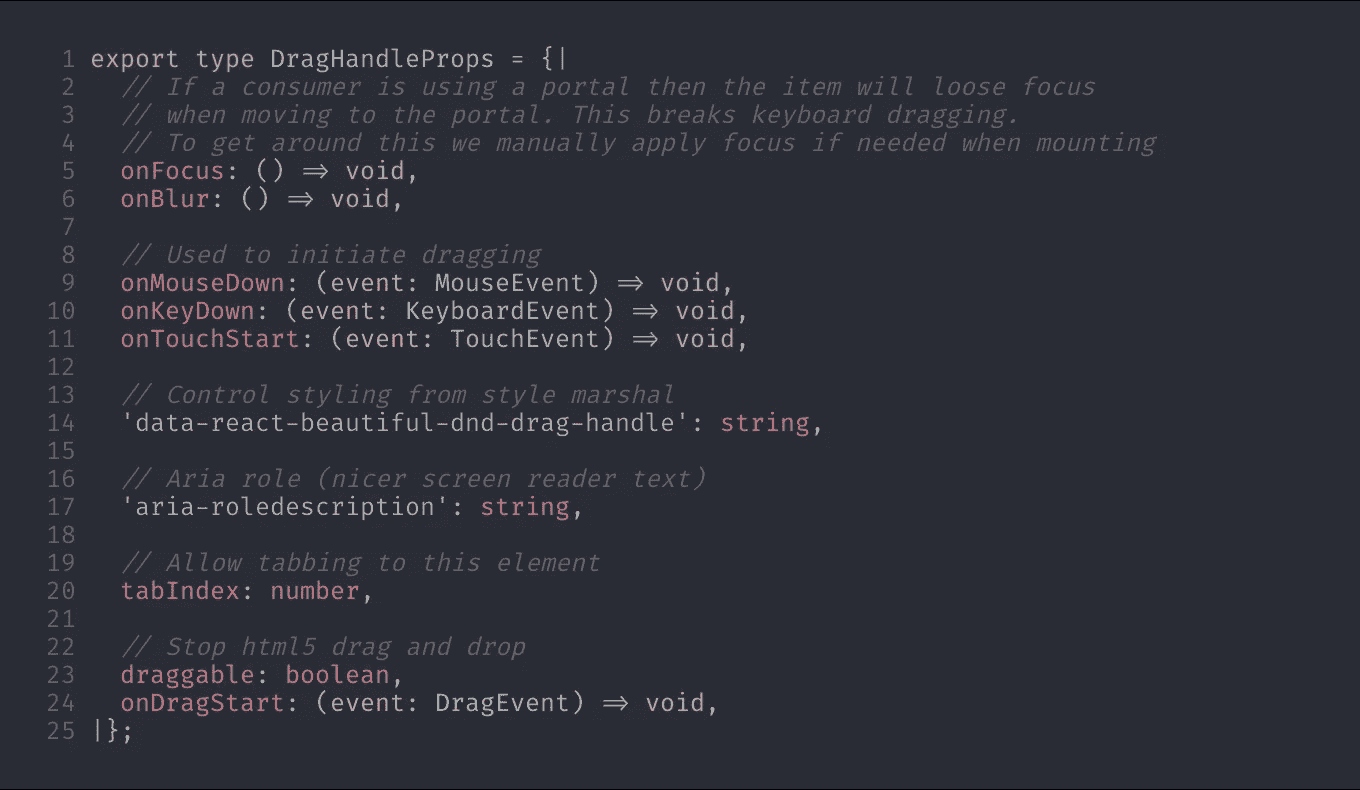 1 export type DragHandleProps = {|
2 // If a consumer is using a portal then the item will loose focus
3 // when moving to the portal. This breaks keyboard dragging.
4 // To get around this we manually apply focus if needed when mounting
5 onFocus: () => void,
6 onBlur: () => void,
7
8 // Used to initiate dragging
9 onMouseDown: (event: MouseEvent) => void,
10 onKeyDown: (event: KeyboardEvent) => void,
11 onTouchStart: (event: TouchEvent) => void,
12
13 // Control styling from style marshal
14 'data-react-beautiful-dnd-drag-handle': string,
15
16 // Aria role (nicer screen reader text)
17 'aria-roledescription': string,
18
19 // Allow tabbing to this element
20 tabIndex: number,
21
22 // Stop html5 drag and drop
23 draggable: boolean,
24 onDragStart: (event: DragEvent) => void,
25 |};